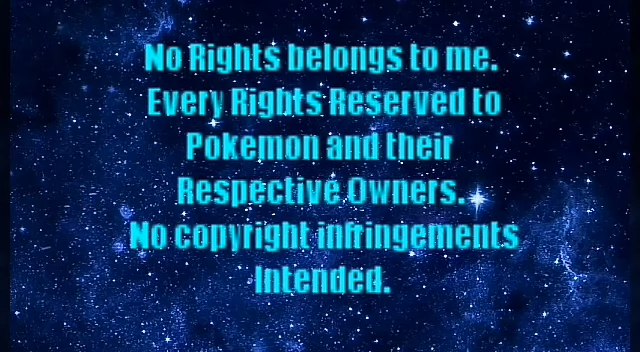 No Rights belongs to me.
Every Rights Reserved to
Pokemon and their
Respective Owners.
No copyright infringements
Intended.